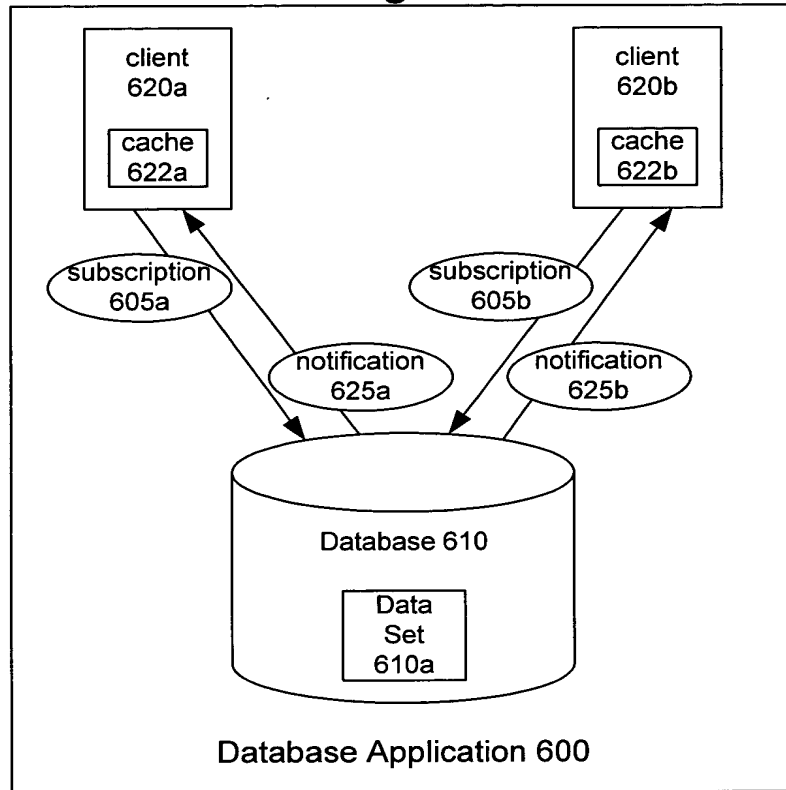 client
620a
cache
622a
client
620b
cache
622b
subscription
605a
subscription
605b
notification
625a
notification
625b
Database 610
Data
Set
610a
Database Application 600